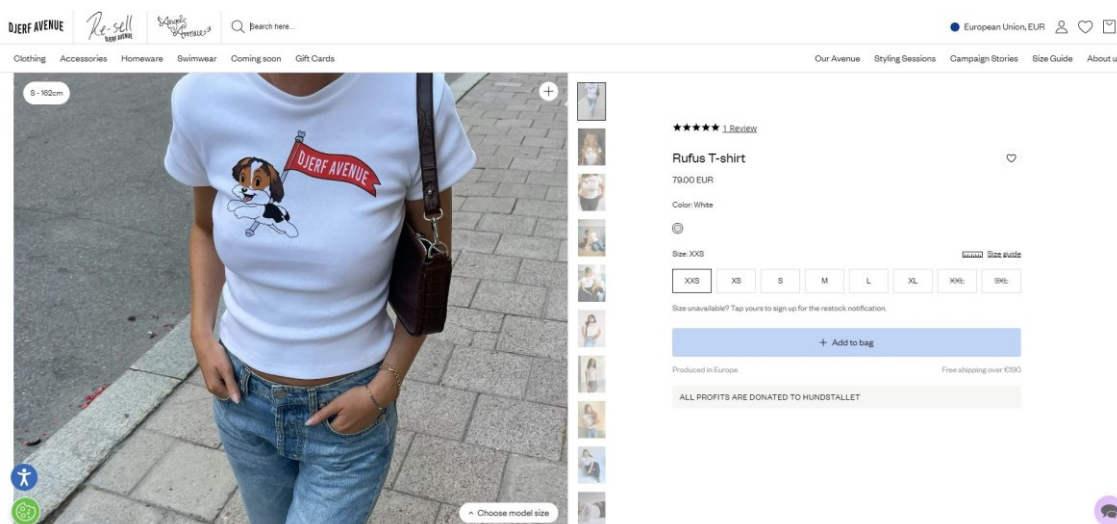 DJERF AVENUE
Re-sell
DJERF AVENUE
Angels Avenue
Search here...
European Union, EUR
Clothing Accessories Homeware Swimwear Coming soon Gift Cards
Our Avenue Styling Sessions Campaign Stories Size Guide About u
S - 162cm
DJERF AVENUE
1 Review
Rufus T-shirt
79.00 EUR
Color: White
Size: XXS
Size guide
XXS XS S M L XL XXL 3XL
Size unavailable? Tap yours to sign up for the restock notification.
+ Add to bag
Produced in Europe
Free shipping over €190
ALL PROFITS ARE DONATED TO HUNDSTALLET
Choose model size